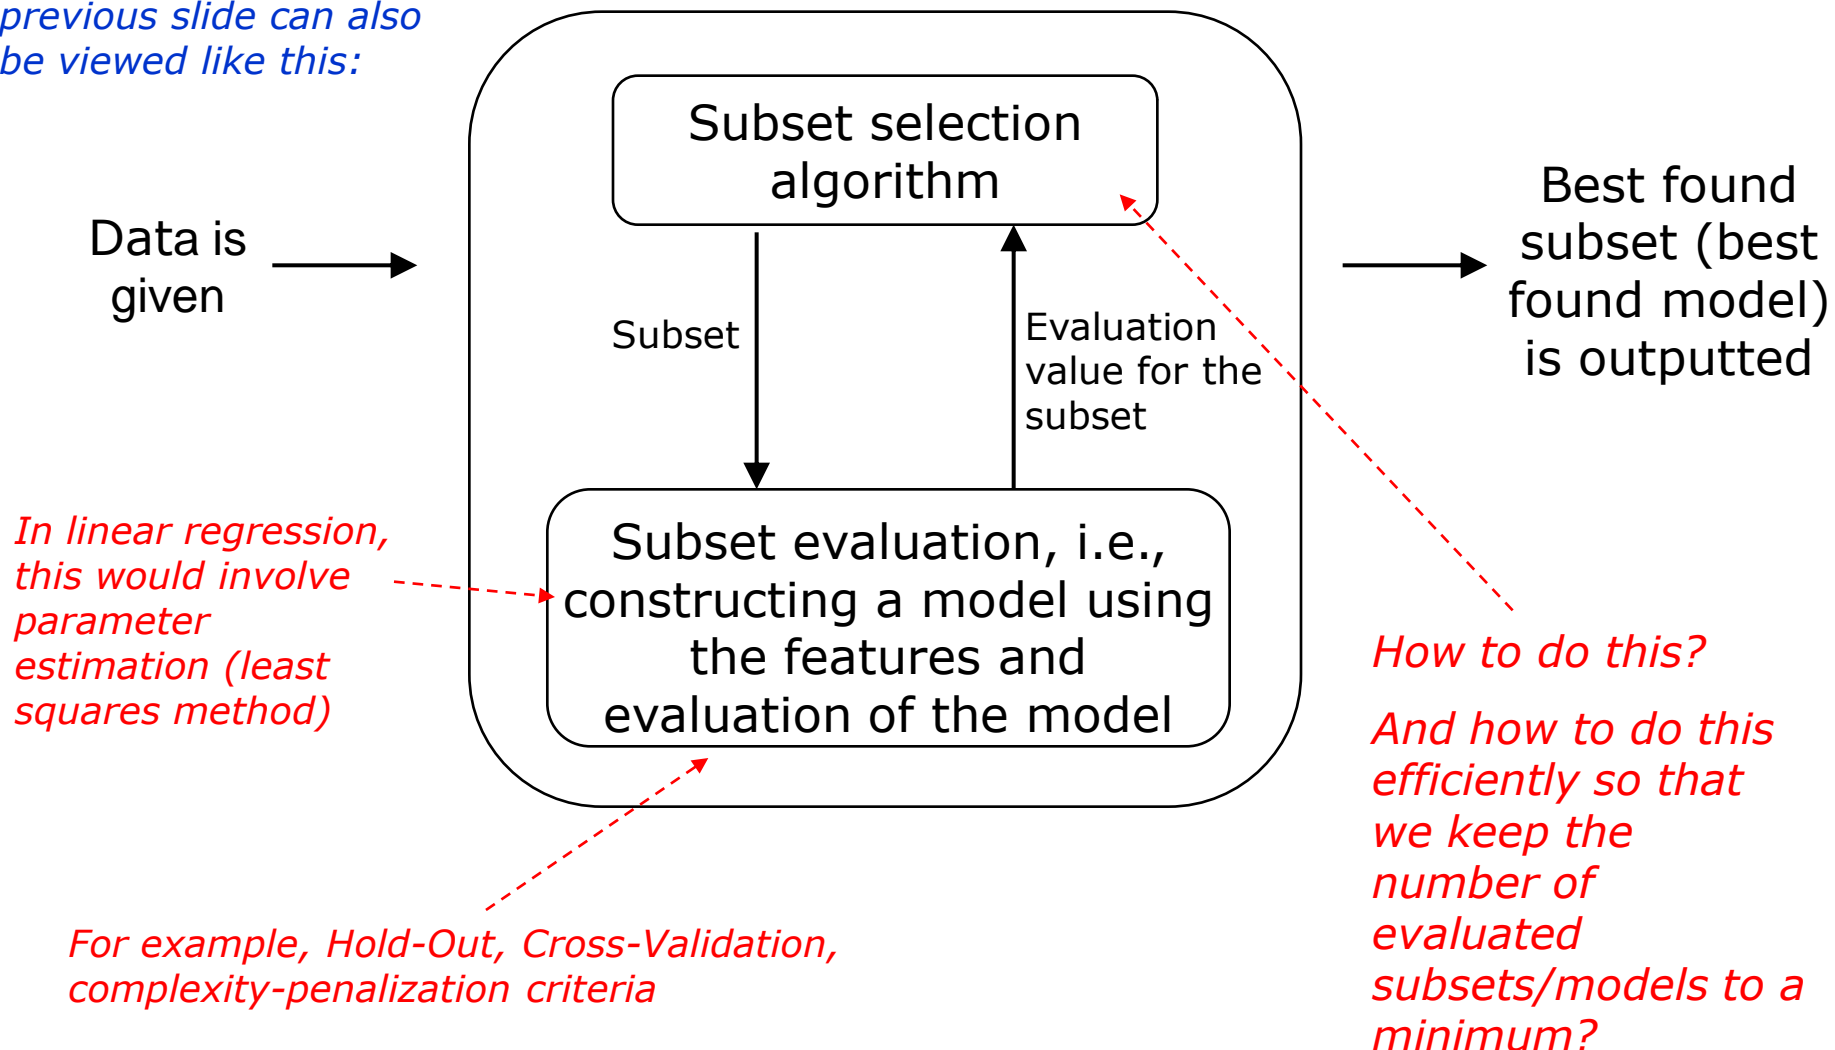 previous slide can also
be viewed like this:
Subset selection
algorithm
Data is
given
Subset
Evaluation
value for the
subset
Best found
subset (best
found model)
is outputted
In linear regression,
this would involve
parameter
estimation (least
squares method)
Subset evaluation, i.e.,
constructing a model using
the features and
evaluation of the model
How to do this?
And how to do this
efficiently so that
we keep the
number of
evaluated
subsets/models to a
minimum?
For example, Hold-Out, Cross-Validation,
complexity-penalization criteria